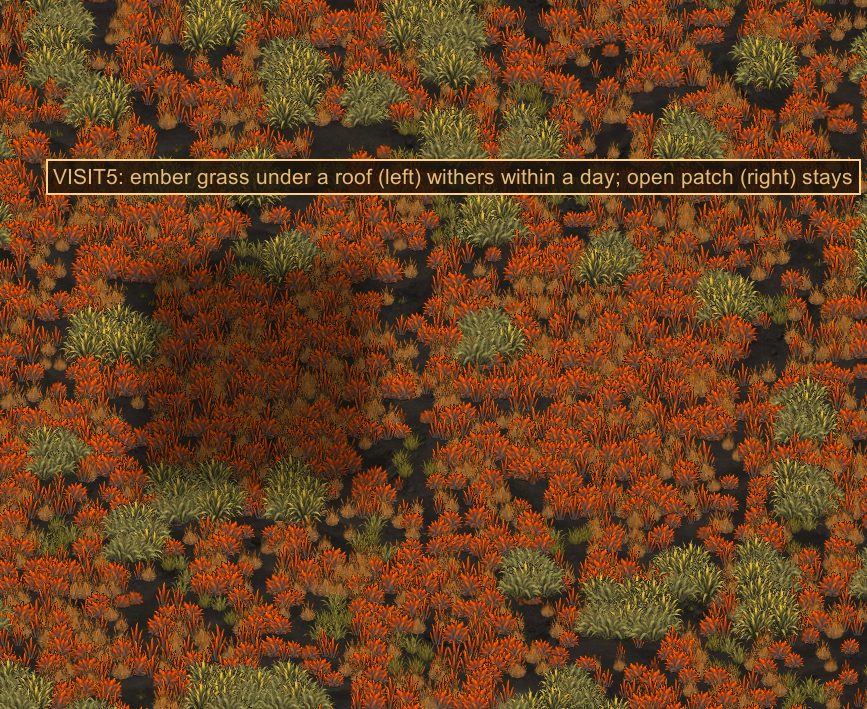 VISIT5: ember grass under a roof (left) withers within a day; open patch (right) stays